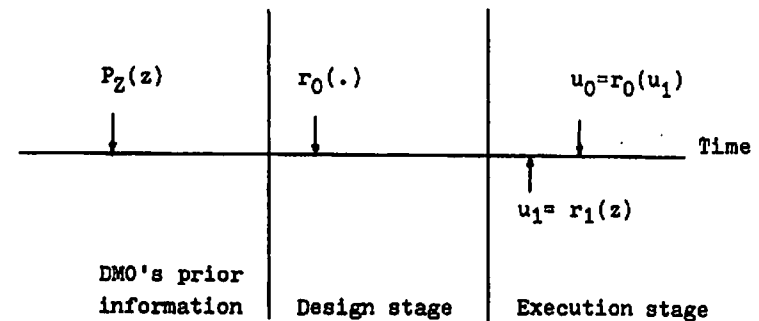 P_Z(z)
r_0(.)
u_0=r_0(u_1)
Time
u_1= r_1(z)
DMO's prior
information
Design stage
Execution stage